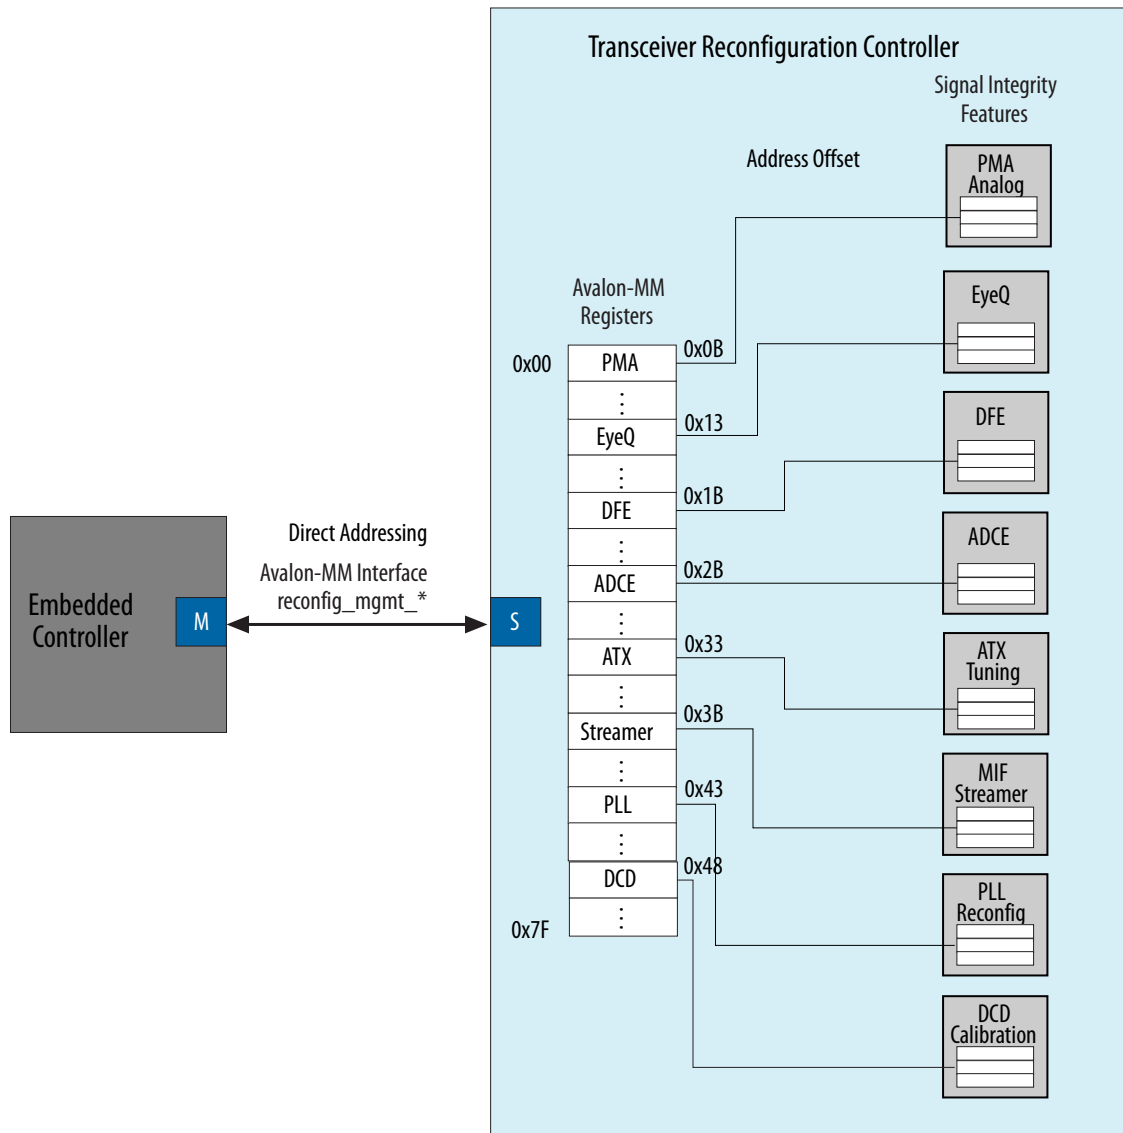 Transceiver Reconfiguration Controller
Signal Integrity
Features
Address Offset
PMA
Analog
EyeQ
DFE
ADCE
ATX
Tuning
MIF
Streamer
PLL
Reconfig
DCD
Calibration
Avalon-MM
Registers
0x00
PMA
0x0B
⋮
EyeQ
0x13
⋮
DFE
0x1B
⋮
ADCE
0x2B
⋮
ATX
0x33
⋮
Streamer
0x3B
⋮
PLL
0x43
⋮
DCD
0x48
⋮
0x7F
Direct Addressing
Avalon-MM Interface
reconfig_mgmt_*
Embedded
Controller
M
S